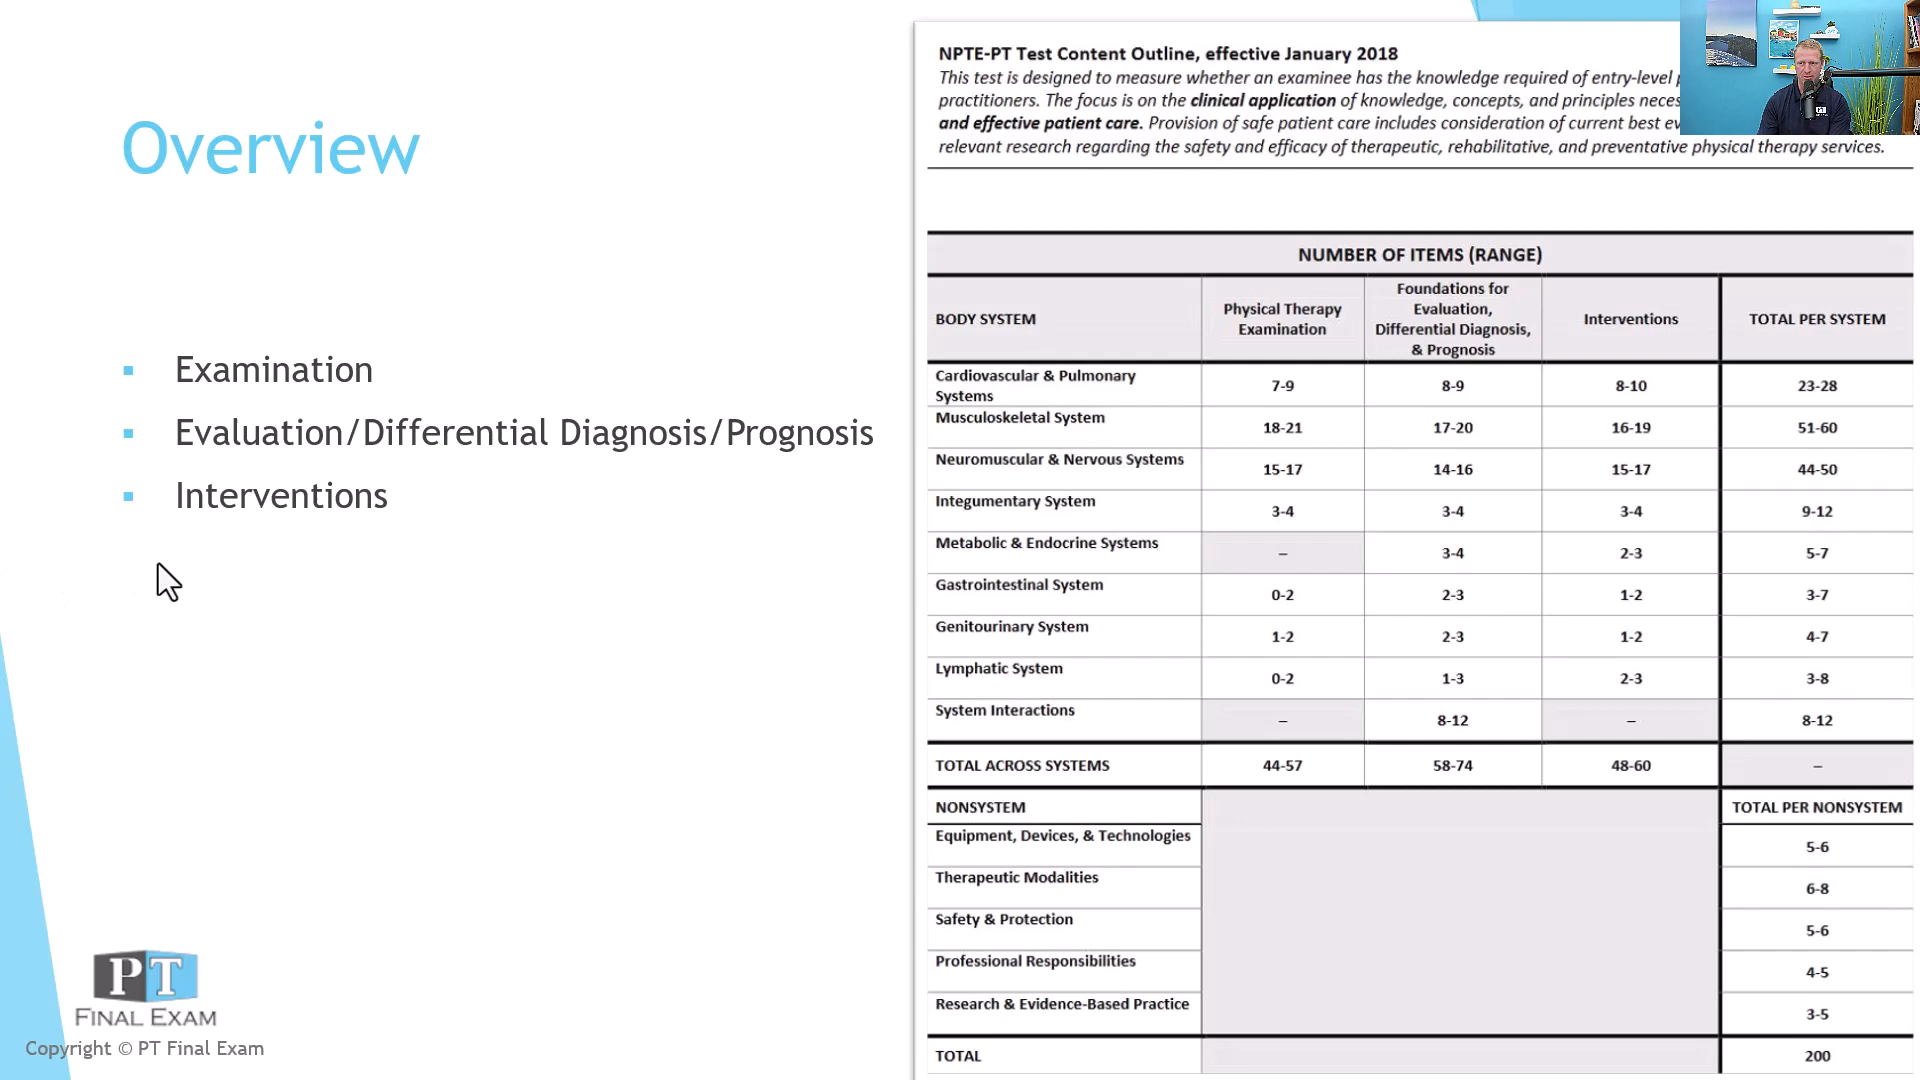 Overview
Examination
Evaluation/Differential Diagnosis/Prognosis
Interventions
PT
FINAL EXAM
Copyright © PT Final Exam
NPTE-PT Test Content Outline, effective January 2018
This test is designed to measure whether an examinee has the knowledge required of entry-level
practitioners. The focus is on the clinical application of knowledge, concepts, and principles
and effective patient care. Provision of safe patient care includes consideration of current best
relevant research regarding the safety and efficacy of therapeutic, rehabilitative, and preventative physical therapy services.
NUMBER OF ITEMS (RANGE)
BODY SYSTEM Physical Therapy Examination Foundations for Evaluation, Differential Diagnosis, & Prognosis Interventions TOTAL PER SYSTEM
Cardiovascular & Pulmonary Systems 7-9 8-9 8-10 23-28
Musculoskeletal System 18-21 17-20 16-19 51-60
Neuromuscular & Nervous Systems 15-17 14-16 15-17 44-50
Integumentary System 3-4 3-4 3-4 9-12
Metabolic & Endocrine Systems – 3-4 2-3 5-7
Gastrointestinal System 0-2 2-3 1-2 3-7
Genitourinary System 1-2 2-3 1-2 4-7
Lymphatic System 0-2 1-3 2-3 3-8
System Interactions – 8-12 – 8-12
TOTAL ACROSS SYSTEMS 44-57 58-74 48-60 –
NONSYSTEM TOTAL PER NONSYSTEM
Equipment, Devices, & Technologies 5-6
Therapeutic Modalities 6-8
Safety & Protection 5-6
Professional Responsibilities 4-5
Research & Evidence-Based Practice 3-5
TOTAL 200